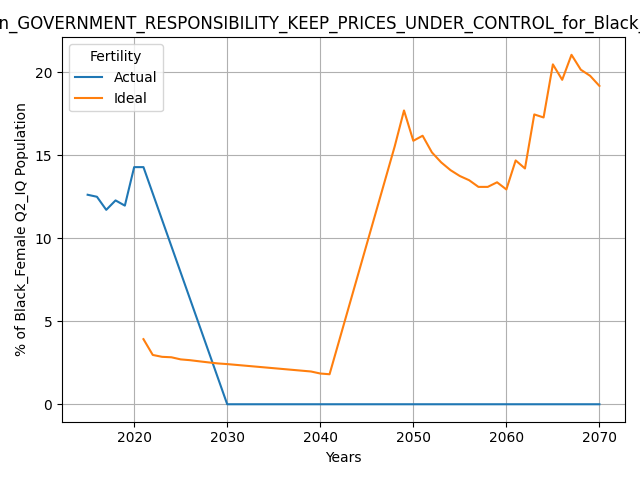 n_GOVERNMENT_RESPONSIBILITY_KEEP_PRICES_UNDER_CONTROL_for_Black_
Fertility
Actual
Ideal
% of Black_Female Q2_IQ Population
20
15
10
5
0
2020 2030 2040 2050 2060 2070
Years